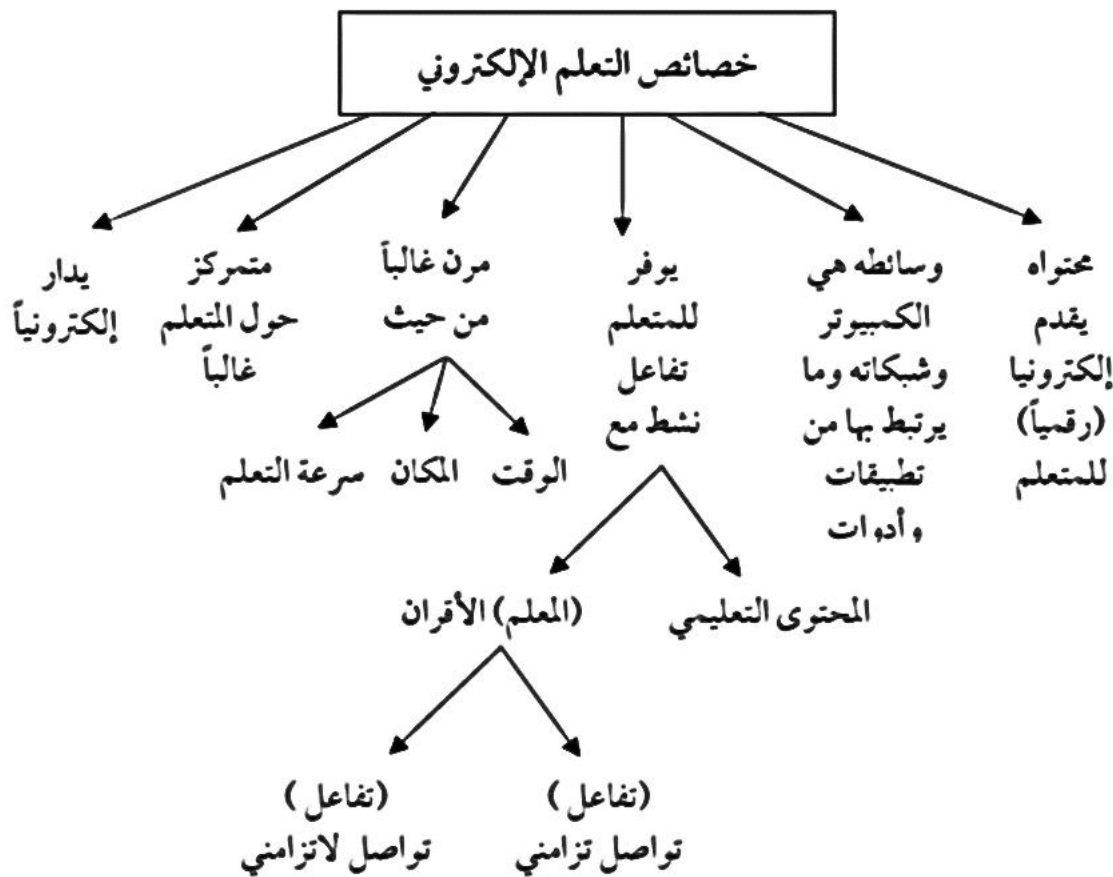 خصائص التعلم الإلكتروني
محتواه
يقدم
إلكترونيا
(رقمياً)
للمتعلم
وسائطه هي
الكمبيوتر
وشبكاته وما
يرتبط بها من
تطبيقات
وأدوات
يوفر
للمتعلم
تفاعل
نشط مع
مرن غالباً
من حيث
متمركز
حول المتعلم
غالباً
يدار
إلكترونياً
الوقت
المكان
سرعة التعلم
المحتوى التعليمي
(المعلم) الأقران
(تفاعل)
تواصل تزامني
(تفاعل)
تواصل لاتزامني